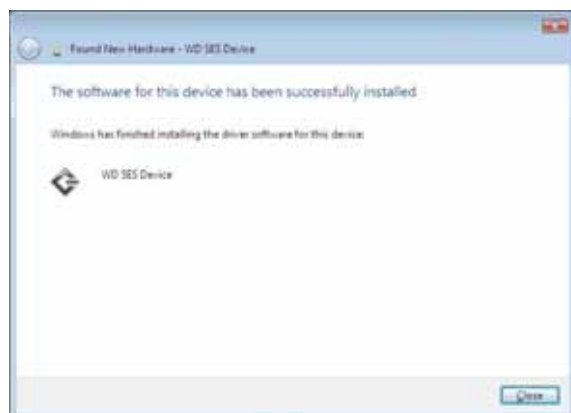 Found New Hardware - WD SES Device
The software for this device has been successfully installed
Windows has finished installing the driver software for this device:
WD SES Device
Close